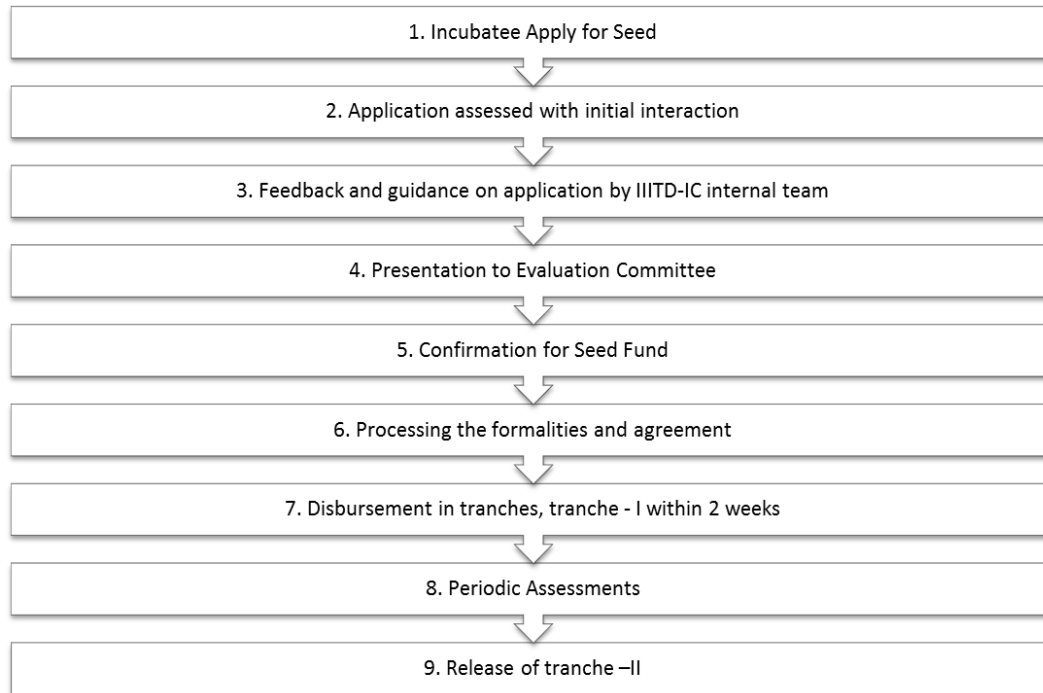 1. Incubatee Apply for Seed
2. Application assessed with initial interaction
3. Feedback and guidance on application by IIITD-IC internal team
4. Presentation to Evaluation Committee
5. Confirmation for Seed Fund
6. Processing the formalities and agreement
7. Disbursement in tranches, tranche - I within 2 weeks
8. Periodic Assessments
9. Release of tranche –II